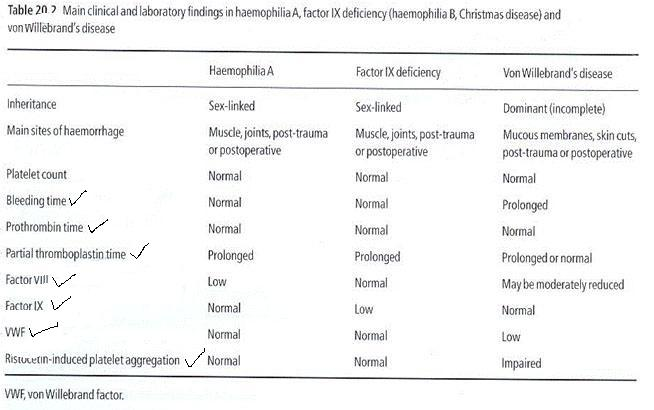 Table 20.2 Main clinical and laboratory findings in haemophilia A, factor IX deficiency (haemophilia B, Christmas disease) and
von Willebrand's disease
Haemophilia A Factor IX deficiency Von Willebrand's disease
Inheritance Sex-linked Sex-linked Dominant (incomplete)
Main sites of haemorrhage Muscle, joints, post-trauma Muscle, joints, post-trauma Mucous membranes, skin cuts,
or postoperative or postoperative post-trauma or postoperative
Platelet count Normal Normal Normal
Bleeding time Normal Normal Prolonged
Prothrombin time Normal Normal Normal
Partial thromboplastin time Prolonged Prolonged Prolonged or normal
Factor VIII Low Normal May be moderately reduced
Factor IX Normal Low Normal
VWF Normal Normal Low
Ristocetin-induced platelet aggregation Normal Normal Impaired
VWF, von Willebrand factor.